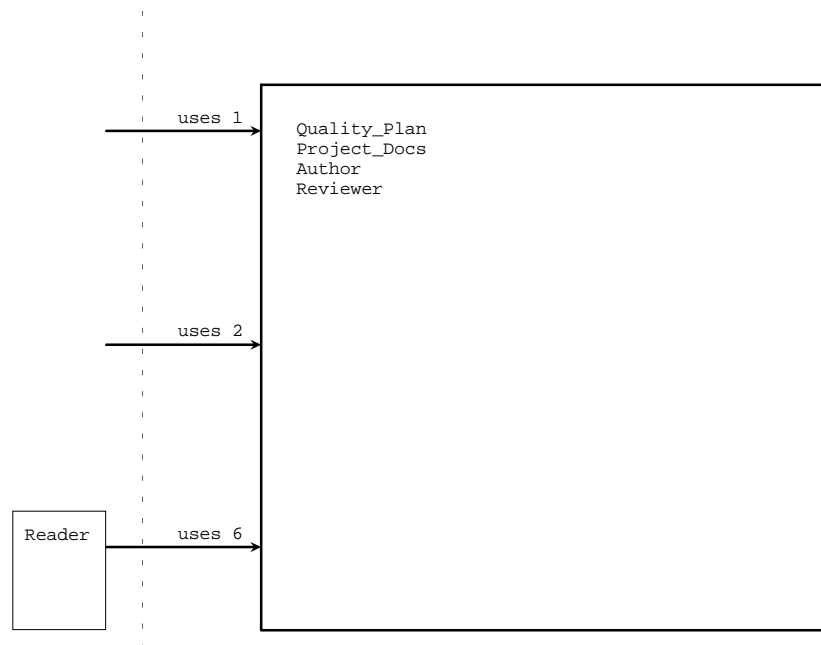 uses 1
Quality_Plan
Project_Docs
Author
Reviewer
uses 2
Reader
uses 6